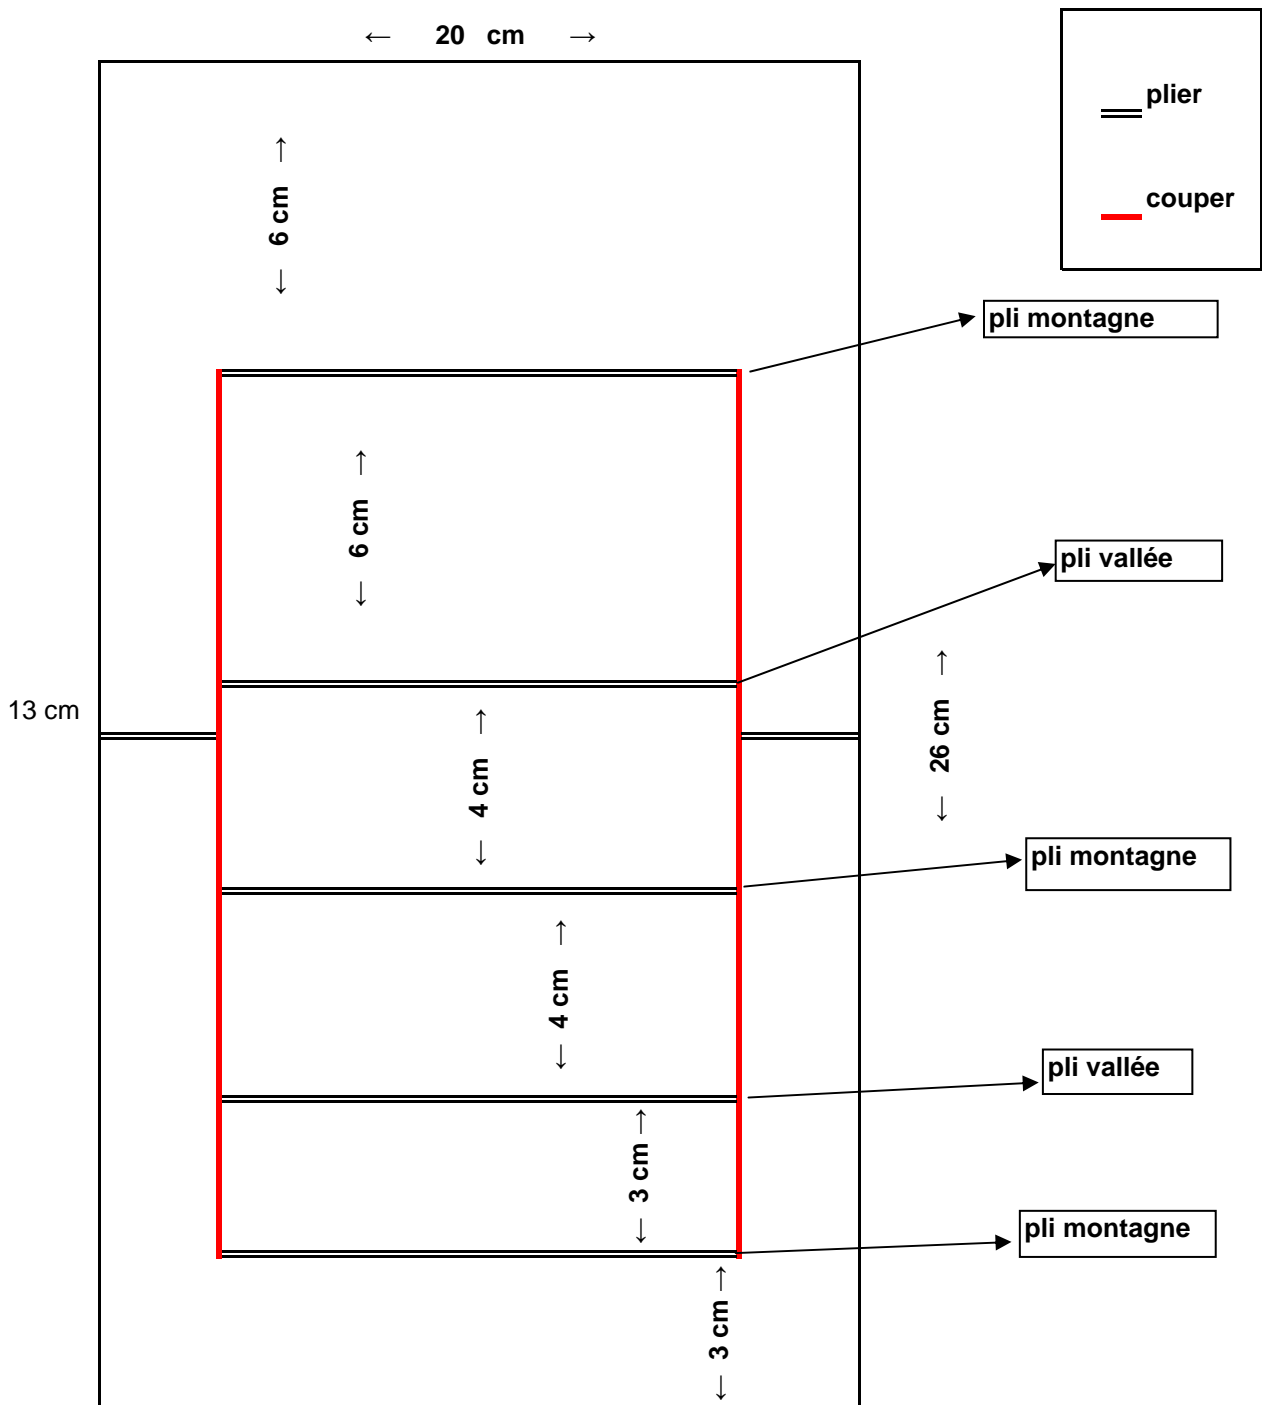 ← 20 cm →
plier
couper
← 6 cm →
pli montagne
← 6 cm →
pli vallée
13 cm
← 4 cm →
← 26 cm →
pli montagne
← 4 cm →
pli vallée
← 3 cm →
pli montagne
← 3 cm →